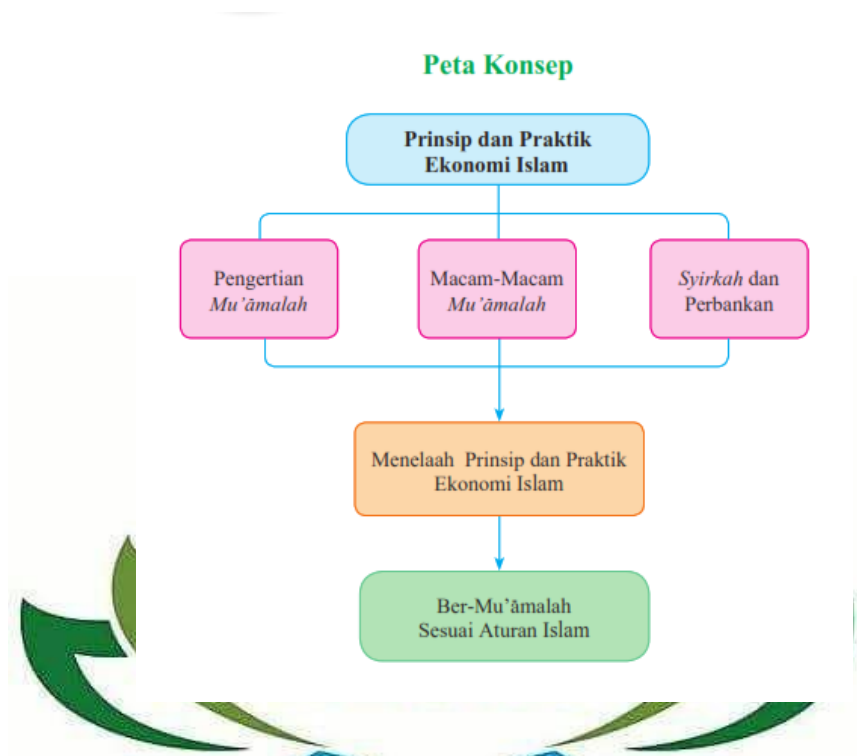 Peta Konsep
Prinsip dan Praktik
Ekonomi Islam
Pengertian
Mu’āmalah
Macam-Macam
Mu’āmalah
Syirkah dan
Perbankan
Menelaah Prinsip dan Praktik
Ekonomi Islam
Ber-Mu’āmalah
Sesuai Aturan Islam